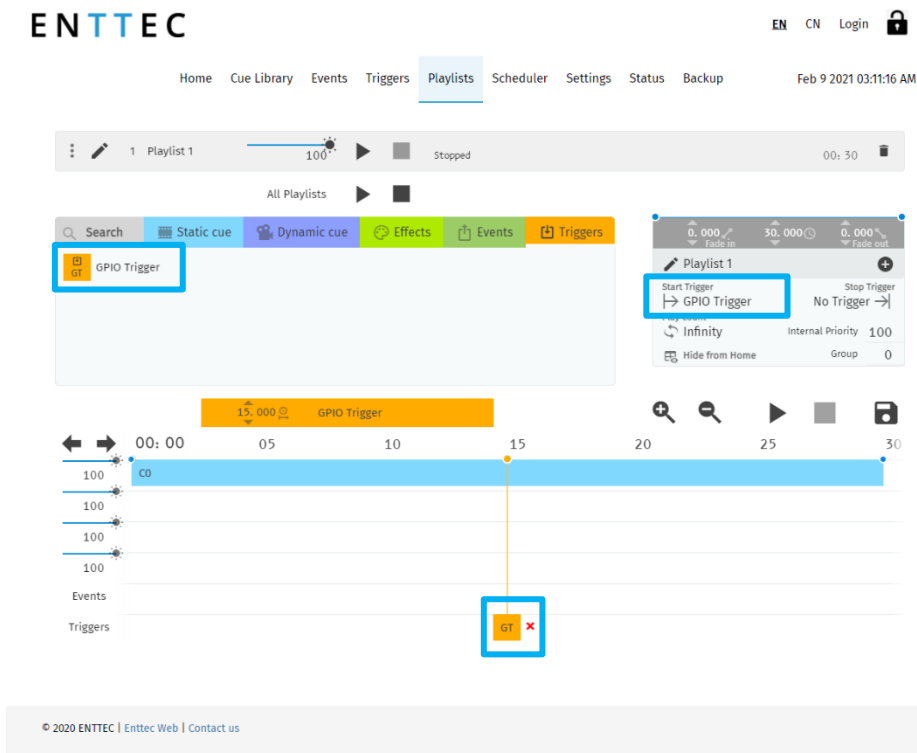 ENTTEC
EN CN Login
Home Cue Library Events Triggers Playlists Scheduler Settings Status Backup Feb 9 2021 03:11:16 AM
1 Playlist 1 100 Stopped 00: 30
All Playlists
Search Static cue Dynamic cue Effects Events Triggers
GT GPIO Trigger
0. 000 30. 000 0. 000
Fade in Fade out
Playlist 1
Start Trigger Stop Trigger
GPIO Trigger No Trigger
Play count
Infinity Internal Priority 100
Hide from Home Group 0
15. 000 GPIO Trigger
00: 00 05 10 15 20 25 30
100 C0
100
100
100
Events
Triggers GT
© 2020 ENTTEC | Enttec Web | Contact us